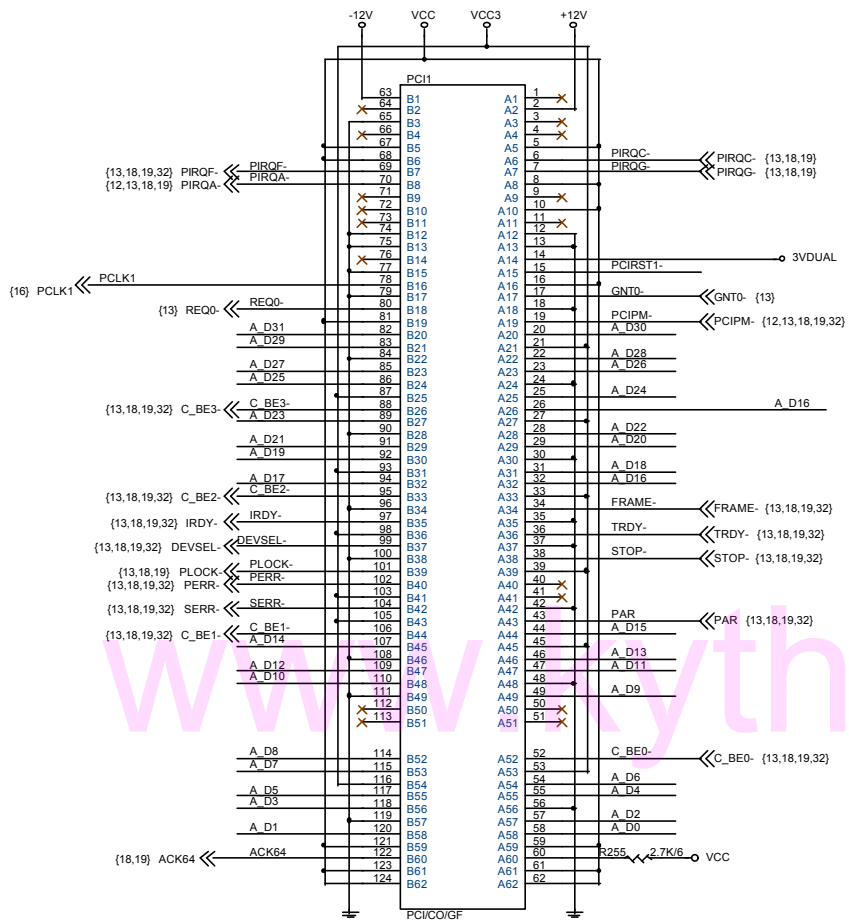 -12V VCC VCC3 +12V
PCI1
63 B1 A1 1
64 B2 A2 2
65 B3 A3 3
66 B4 A4 4
67 B5 A5 5
68 B6 A6 6 PIRQC- PIRQC- {13,18,19}
{13,18,19,32} PIRQF- PIRQF- 69 B7 A7 7 PIRQG- PIRQG- {13,18,19}
{12,13,18,19} PIRQA- PIRQA- 70 B8 A8 8
71 B9 A9 9
72 B10 A10 10
73 B11 A11 11
74 B12 A12 12
75 B13 A13 13
76 B14 A14 14 3VDUAL
77 B15 A15 15 PCIRST1-
{16} PCLK1 PCLK1 78 B16 A16 16
79 B17 A17 17 GNT0- GNT0- {13}
{13} REQ0- REQ0- 80 B18 A18 18
81 B19 A19 19 PCIPM- PCIPM- {12,13,18,19,32}
A_D31 82 B20 A20 20 A_D30
A_D29 83 B21 A21 21
84 B22 A22 22 A_D28
A_D27 85 B23 A23 23 A_D26
A_D25 86 B24 A24 24
87 B25 A25 25 A_D24
{13,18,19,32} C_BE3- C_BE3- 88 B26 A26 26 A_D16
A_D23 89 B27 A27 27
90 B28 A28 28 A_D22
A_D21 91 B29 A29 29 A_D20
A_D19 92 B30 A30 30
93 B31 A31 31 A_D18
A_D17 94 B32 A32 32 A_D16
{13,18,19,32} C_BE2- C_BE2- 95 B33 A33 33
96 B34 A34 34 FRAME- FRAME- {13,18,19,32}
{13,18,19,32} IRDY- IRDY- 97 B35 A35 35
98 B36 A36 36 TRDY- TRDY- {13,18,19,32}
{13,18,19,32} DEVSEL- DEVSEL- 99 B37 A37 37
100 B38 A38 38 STOP- STOP- {13,18,19,32}
{13,18,19} PLOCK- PLOCK- 101 B39 A39 39
{13,18,19,32} PERR- PERR- 102 B40 A40 40
103 B41 A41 41
{13,18,19,32} SERR- SERR- 104 B42 A42 42
105 B43 A43 43 PAR PAR {13,18,19,32}
{13,18,19,32} C_BE1- C_BE1- 106 B44 A44 44 A_D15
A_D14 107 B45 A45 45
108 B46 A46 46 A_D13
A_D12 109 B47 A47 47 A_D11
A_D10 110 B48 A48 48
111 B49 A49 49 A_D9
112 B50 A50 50
113 B51 A51 51
www.kyth
A_D8 114 B52 A52 52 C_BE0- C_BE0- {13,18,19,32}
A_D7 115 B53 A53 53
116 B54 A54 54 A_D6
A_D5 117 B55 A55 55 A_D4
A_D3 118 B56 A56 56
119 B57 A57 57 A_D2
A_D1 120 B58 A58 58 A_D0
121 B59 A59 59
{18,19} ACK64 ACK64 122 B60 A60 60 R255 2.7K/6 VCC
123 B61 A61 61
124 B62 A62 62
PCI/CO/GF